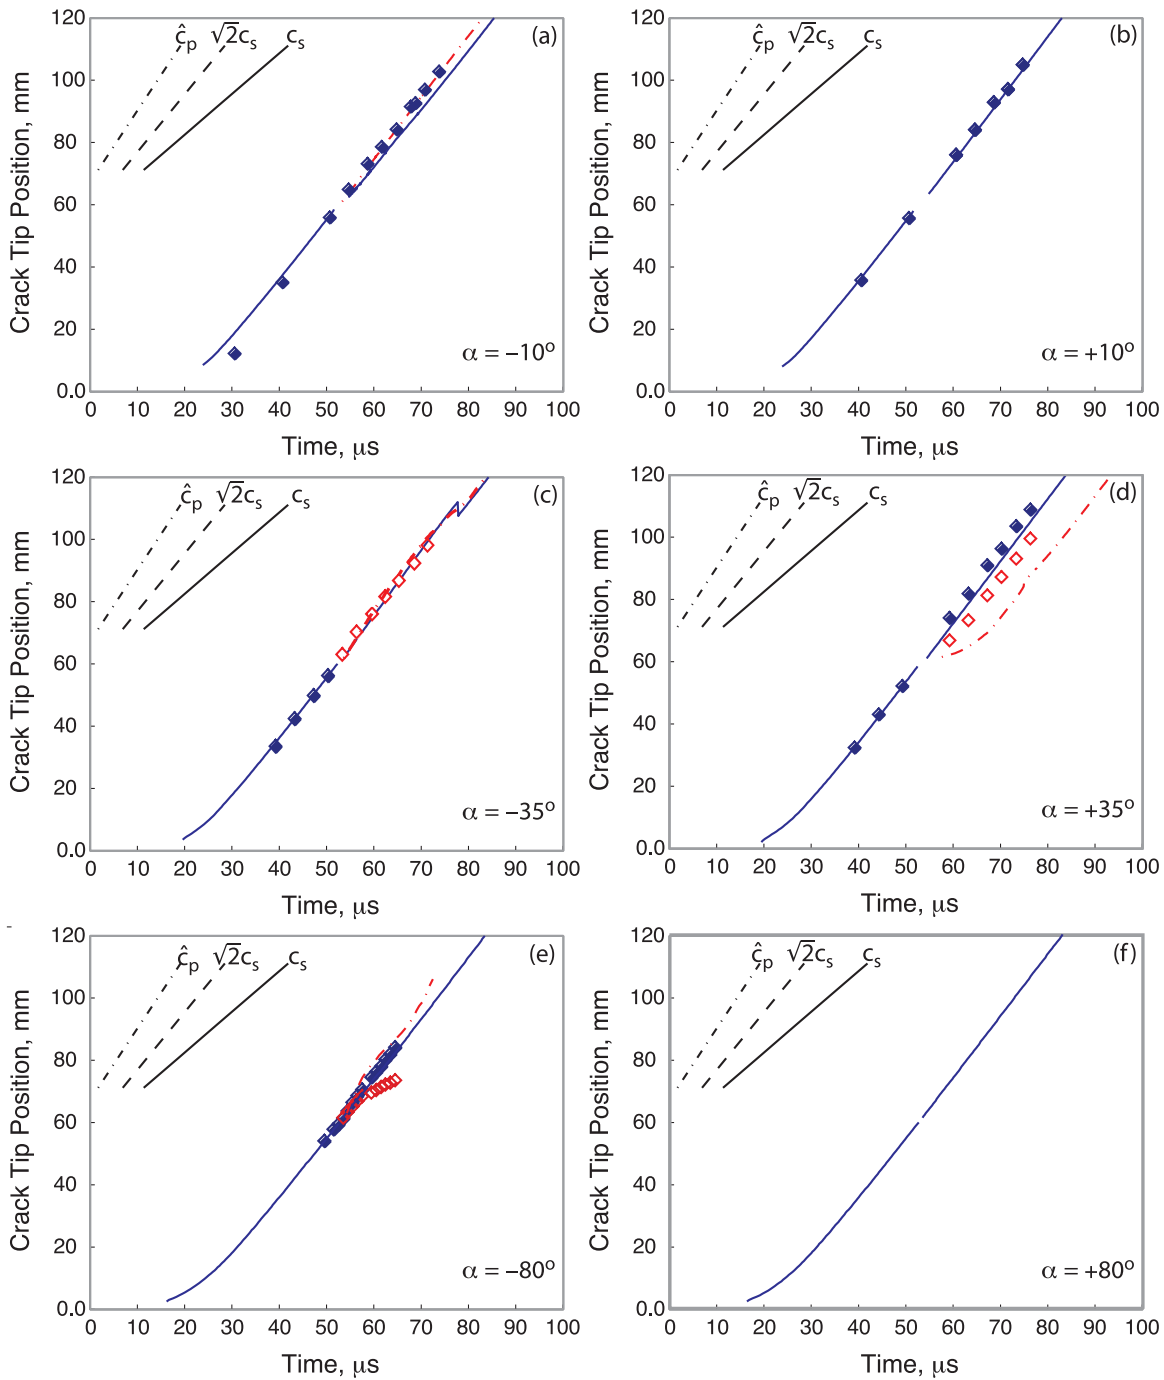 120
100
80
60
40
20
0.0
Crack Tip Position, mm
ĉp √2cs cs
(a)
α = –10º
0 10 20 30 40 50 60 70 80 90 100
Time, μs
120
100
80
60
40
20
0.0
Crack Tip Position, mm
ĉp √2cs cs
(b)
α = +10º
0 10 20 30 40 50 60 70 80 90 100
Time, μs
120
100
80
60
40
20
0.0
Crack Tip Position, mm
ĉp √2cs cs
(c)
α = –35º
0 10 20 30 40 50 60 70 80 90 100
Time, μs
120
100
80
60
40
20
0.0
Crack Tip Position, mm
ĉp √2cs cs
(d)
α = +35º
0 10 20 30 40 50 60 70 80 90 100
Time, μs
120
100
80
60
40
20
0.0
Crack Tip Position, mm
ĉp √2cs cs
(e)
α = –80º
0 10 20 30 40 50 60 70 80 90 100
Time, μs
120
100
80
60
40
20
0.0
Crack Tip Position, mm
ĉp √2cs cs
(f)
α = +80º
0 10 20 30 40 50 60 70 80 90 100
Time, μs